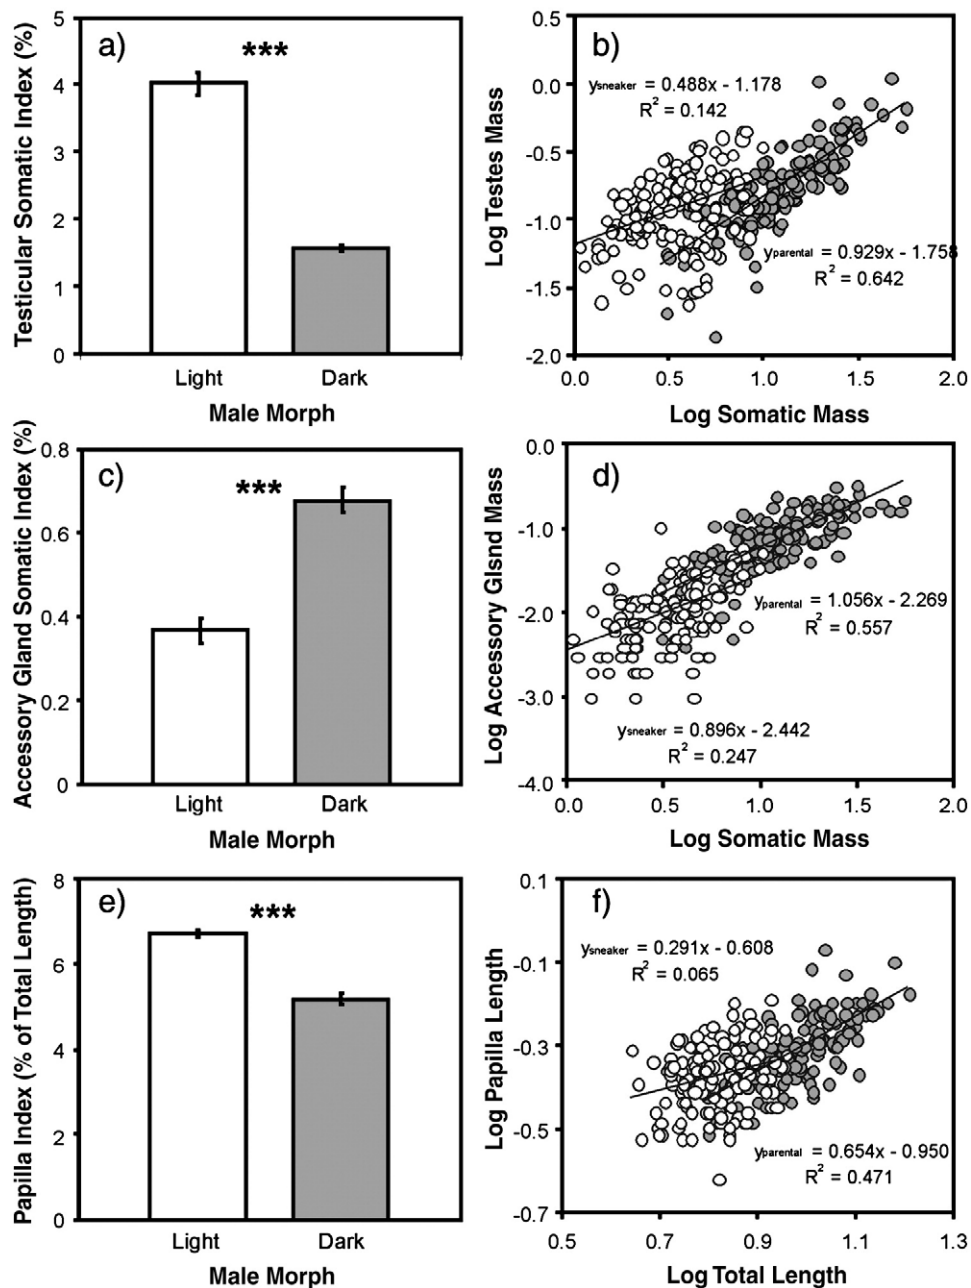 a)
***
Testicular Somatic Index (%)
5
4
3
2
1
0
Light Dark
Male Morph
b)
ysneaker = 0.488x - 1.178
R2 = 0.142
yparental = 0.929x - 1.758
R2 = 0.642
Log Testes Mass
0.5
0.0
-0.5
-1.0
-1.5
-2.0
0.0 0.5 1.0 1.5 2.0
Log Somatic Mass
c)
***
Accessory Gland Somatic Index (%)
0.8
0.6
0.4
0.2
0
Light Dark
Male Morph
d)
yparental = 1.056x - 2.269
R2 = 0.557
ysneaker = 0.896x - 2.442
R2 = 0.247
Log Accessory Glsnd Mass
0.0
-1.0
-2.0
-3.0
-4.0
0.0 0.5 1.0 1.5 2.0
Log Somatic Mass
e)
***
Papilla Index (% of Total Length)
8
6
4
2
0
Light Dark
Male Morph
f)
ysneaker = 0.291x - 0.608
R2 = 0.065
yparental = 0.654x - 0.950
R2 = 0.471
Log Papilla Length
0.1
-0.1
-0.3
-0.5
-0.7
0.5 0.7 0.9 1.1 1.3
Log Total Length